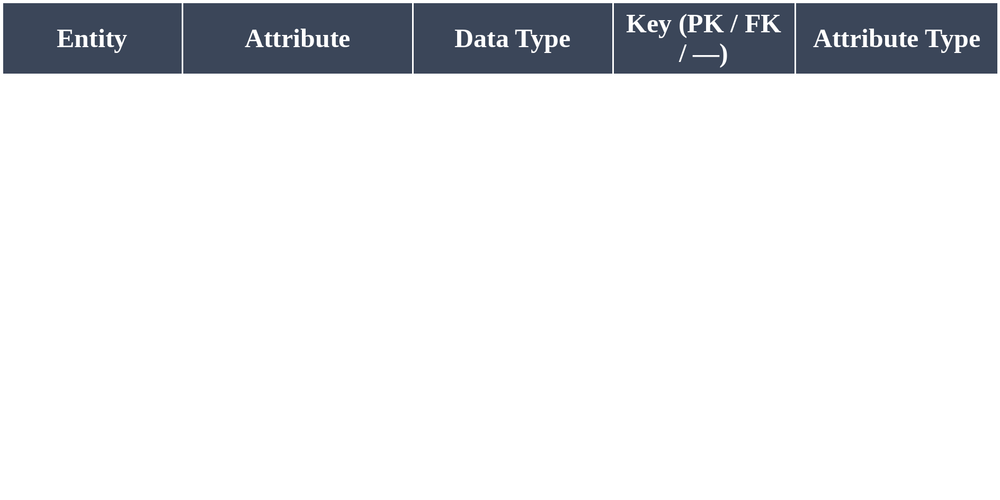 Entity
Attribute
Data Type
Key (PK / FK
/ —)
Attribute Type